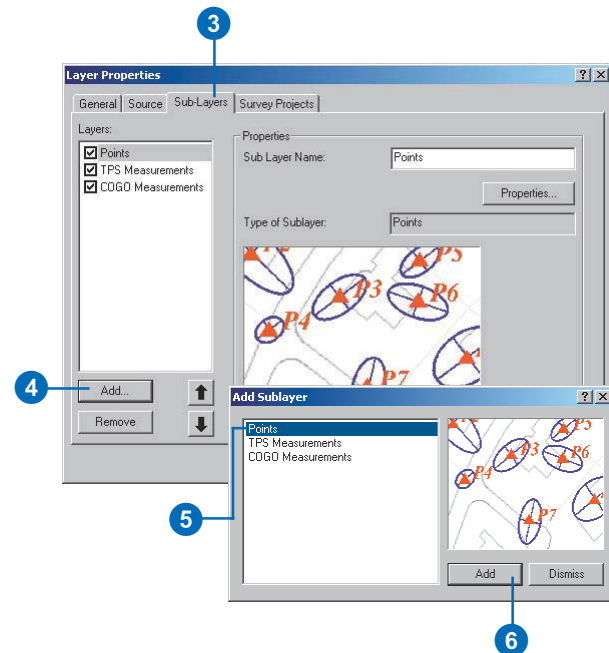 3
Layer Properties
General Source Sub-Layers Survey Projects
Layers:
Points
TPS Measurements
COGO Measurements
Properties
Sub Layer Name: Points
Properties...
Type of Sublayer: Points
P5
P3
P6
P4
P7
4
Add...
Remove
Add Sublayer
5
Points
TPS Measurements
COGO Measurements
P5
P3
P6
P4
P7
Add Dismiss
6